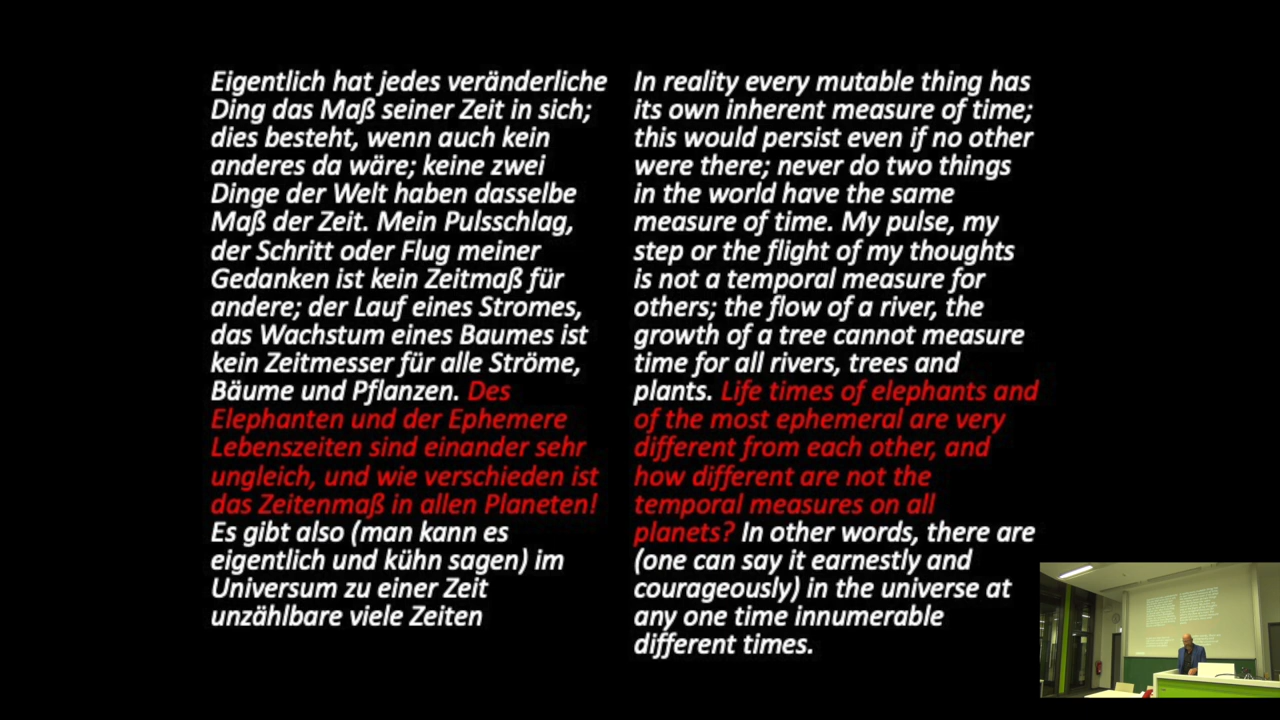 Eigentlich hat jedes veränderliche
Ding das Maß seiner Zeit in sich;
dies besteht, wenn auch kein
anderes da wäre; keine zwei
Dinge der Welt haben dasselbe
Maß der Zeit. Mein Pulsschlag,
der Schritt oder Flug meiner
Gedanken ist kein Zeitmaß für
andere; der Lauf eines Stromes,
das Wachstum eines Baumes ist
kein Zeitmesser für alle Ströme,
Bäume und Pflanzen. Des
Elephanten und der Ephemere
Lebenszeiten sind einander sehr
ungleich, und wie verschieden ist
das Zeitenmaß in allen Planeten!
Es gibt also (man kann es
eigentlich und kühn sagen) im
Universum zu einer Zeit
unzählbare viele Zeiten
In reality every mutable thing has
its own inherent measure of time;
this would persist even if no other
were there; never do two things
in the world have the same
measure of time. My pulse, my
step or the flight of my thoughts
is not a temporal measure for
others; the flow of a river, the
growth of a tree cannot measure
time for all rivers, trees and
plants. Life times of elephants and
of the most ephemeral are very
different from each other, and
how different are not the
temporal measures on all
planets? In other words, there are
(one can say it earnestly and
courageously) in the universe at
any one time innumerable
different times.